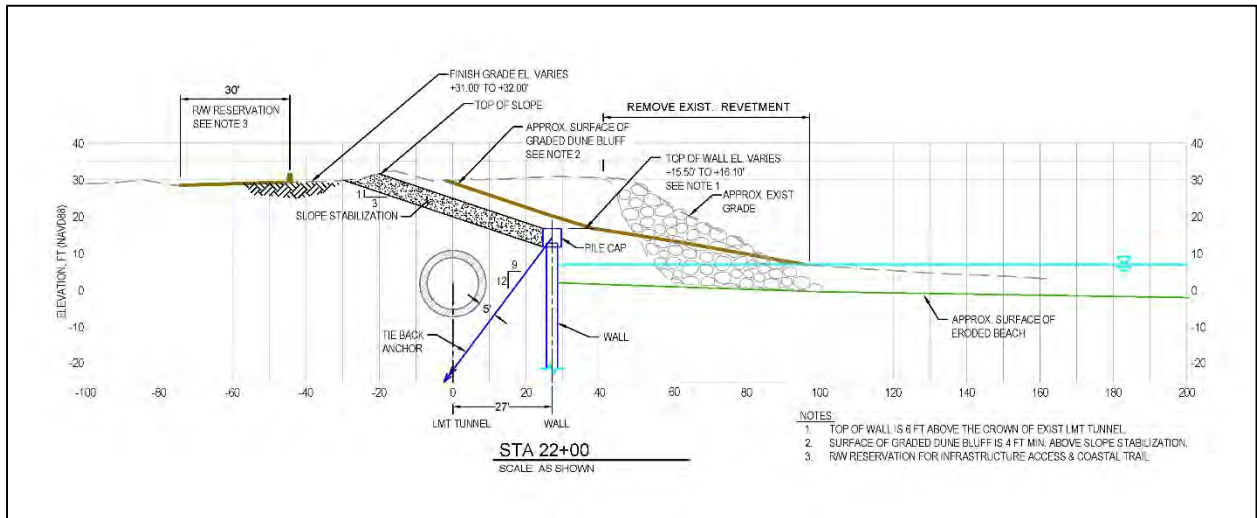 30'
R/W RESERVATION
SEE NOTE 3
FINISH GRADE EL. VARIES
+31.00' TO +32.00'
TOP OF SLOPE
APPROX. SURFACE OF
GRADED DUNE BLUFF
SEE NOTE 2
REMOVE EXIST. REVETMENT
TOP OF WALL EL. VARIES
+15.50' TO +16.10'
SEE NOTE 1
APPROX. EXIST
GRADE
1
3
SLOPE STABILIZATION
PILE CAP
9
12
5'
TIE BACK
ANCHOR
WALL
APPROX. SURFACE OF
ERODED BEACH
ELEVATION, FT (NAVD88)
40
30
20
10
0
-10
-20
40
30
20
10
0
-10
-20
-100 -80 -60 -40 -20 0 20 40 60 80 100 120 140 160 180 200
27'
LMT TUNNEL WALL
STA 22+00
SCALE: AS SHOWN
NOTES
1. TOP OF WALL IS 6 FT ABOVE THE CROWN OF EXIST LMT TUNNEL.
2. SURFACE OF GRADED DUNE BLUFF IS 4 FT MIN. ABOVE SLOPE STABILIZATION.
3. R/W RESERVATION FOR INFRASTRUCTURE ACCESS & COASTAL TRAIL